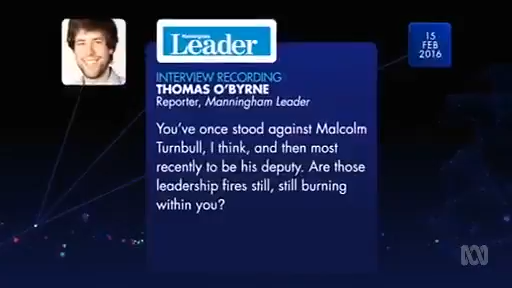 Manningham
Leader
15
FEB
2016
INTERVIEW RECORDING
THOMAS O'BYRNE
Reporter, Manningham Leader
You've once stood against Malcolm
Turnbull, I think, and then most
recently to be his deputy. Are those
leadership fires still, still burning
within you?